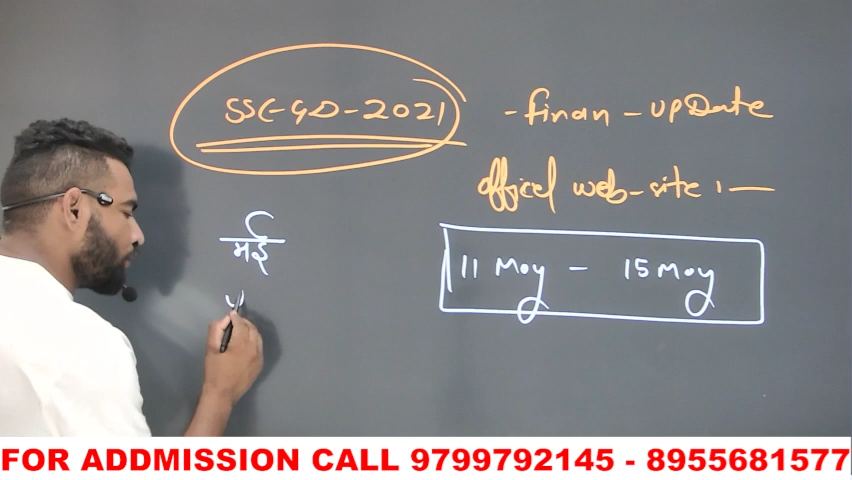 SSC-GD-2021
-finan-upDate
officel web-site :-
मई
11 May - 15 May
FOR ADDMISSION CALL 9799792145 - 8955681577